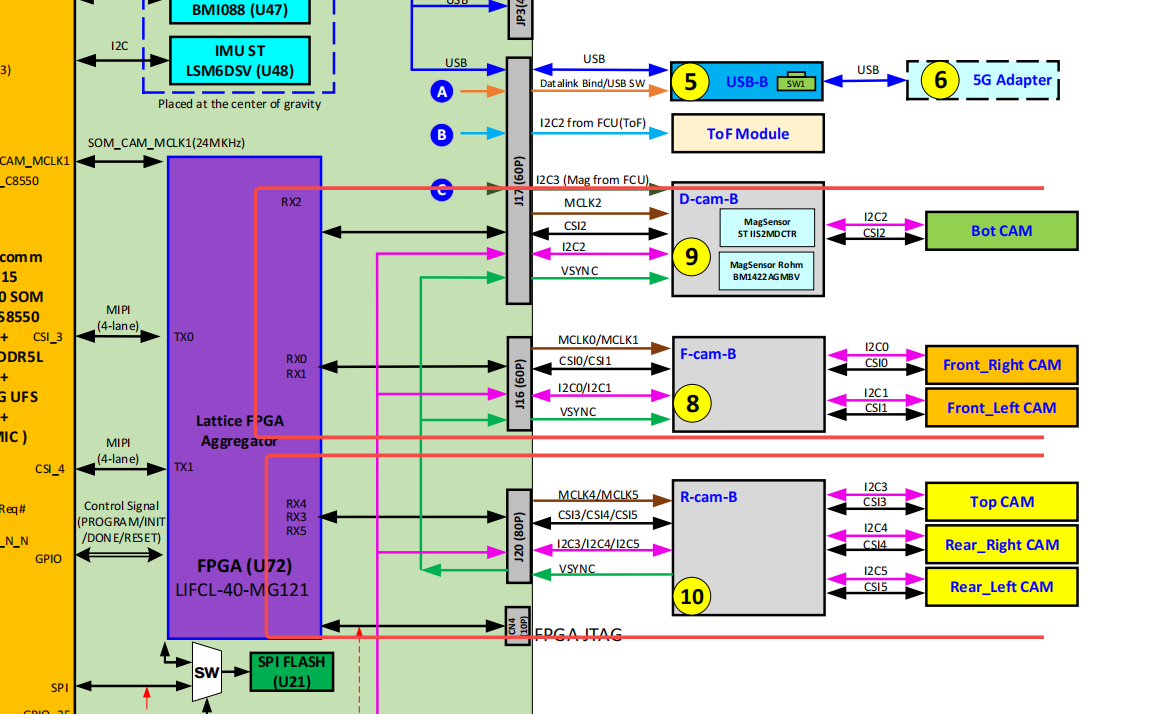 BMI088 (U47)
USB
JP3(4
I2C
IMU ST
LSM6DSV (U48)
3)
Placed at the center of gravity
USB
USB
A
Datalink Bind/USB SW
5
USB-B
SW1
USB
6
5G Adapter
B
I2C2 from FCU(ToF)
ToF Module
J17 (60P)
SOM_CAM_MCLK1(24MKHz)
CAM_MCLK1
_C8550
C
I2C3 (Mag from FCU)
RX2
MCLK2
CSI2
I2C2
VSYNC
D-cam-B
MagSensor
ST IIS2MDCTR
9
MagSensor Rohm
BM1422AGMBV
I2C2
CSI2
Bot CAM
comm
15
0 SOM
S8550
+
DDR5L
+
G UFS
+
MIC )
CSI_3
MIPI
(4-lane)
TX0
RX0
RX1
J16 (60P)
MCLK0/MCLK1
CSI0/CSI1
I2C0/I2C1
VSYNC
F-cam-B
8
I2C0
CSI0
Front_Right CAM
I2C1
CSI1
Front_Left CAM
Lattice FPGA
Aggregator
MIPI
(4-lane)
CSI_4
TX1
Req#
_N_N
GPIO
Control Signal
(PROGRAM/INIT
/DONE/RESET)
RX4
RX3
RX5
FPGA (U72)
LIFCL-40-MG121
J20 (80P)
MCLK4/MCLK5
CSI3/CSI4/CSI5
I2C3/I2C4/I2C5
VSYNC
R-cam-B
10
I2C3
CSI3
Top CAM
I2C4
CSI4
Rear_Right CAM
I2C5
CSI5
Rear_Left CAM
CN4
(10P)
FPGA JTAG
SPI
SW
SPI FLASH
(U21)
GPIO_25